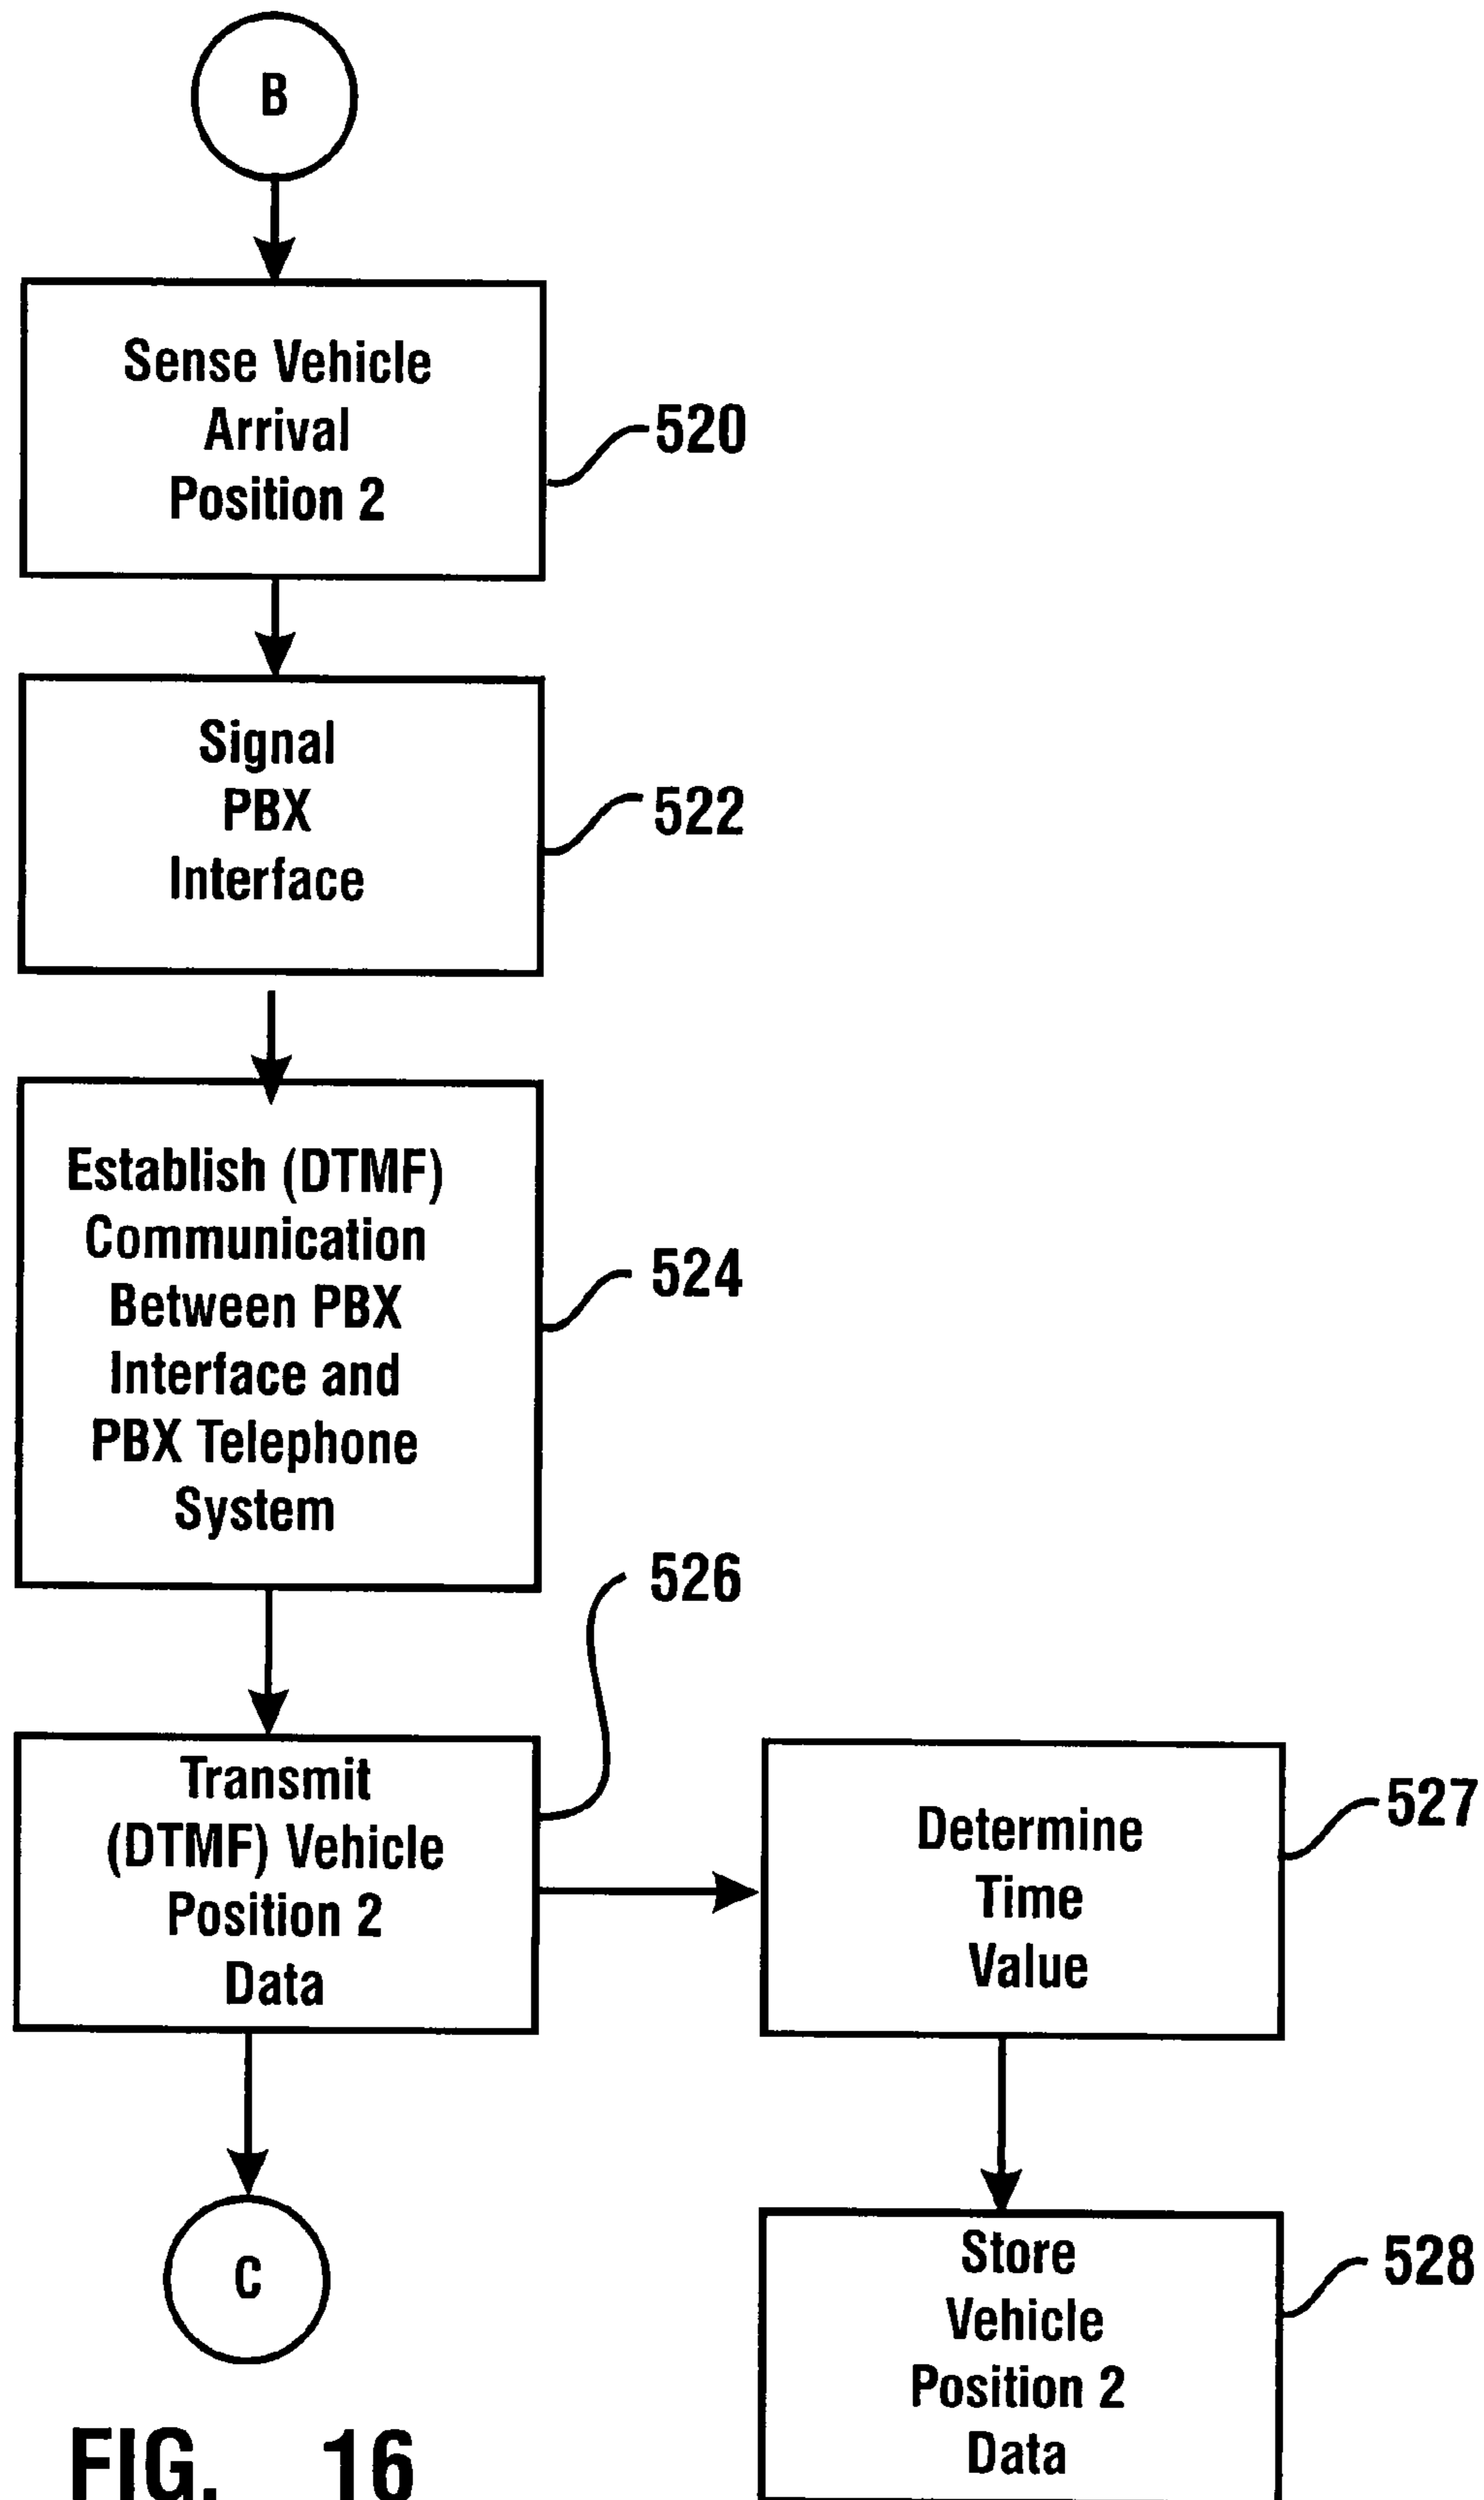 B
Sense Vehicle
Arrival
Position 2
520
Signal
PBX
Interface
522
Establish (DTMF)
Communication
Between PBX
Interface and
PBX Telephone
System
524
526
Transmit
(DTMF) Vehicle
Position 2
Data
Determine
Time
Value
527
C
Store
Vehicle
Position 2
Data
528
FIG. 16